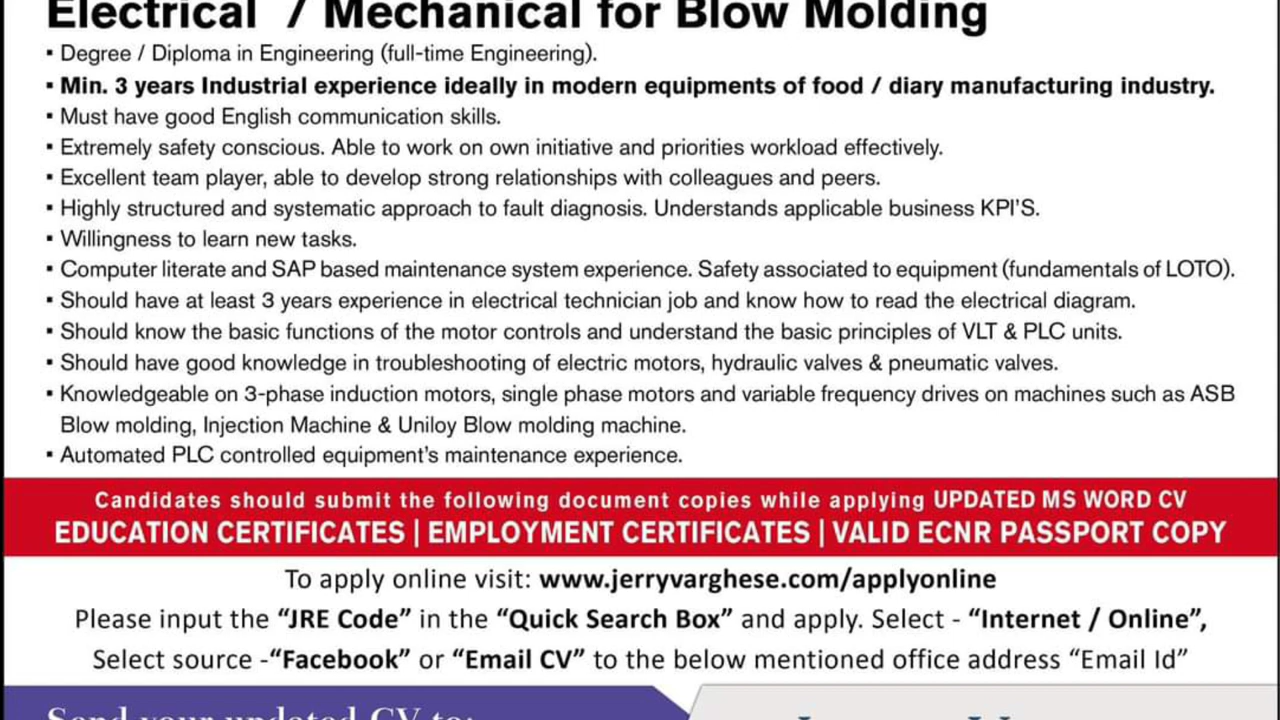 Electrical / Mechanical for Blow Molding
▪ Degree / Diploma in Engineering (full-time Engineering).
▪ Min. 3 years Industrial experience ideally in modern equipments of food / diary manufacturing industry.
▪ Must have good English communication skills.
▪ Extremely safety conscious. Able to work on own initiative and priorities workload effectively.
▪ Excellent team player, able to develop strong relationships with colleagues and peers.
▪ Highly structured and systematic approach to fault diagnosis. Understands applicable business KPI'S.
▪ Willingness to learn new tasks.
▪ Computer literate and SAP based maintenance system experience. Safety associated to equipment (fundamentals of LOTO).
▪ Should have at least 3 years experience in electrical technician job and know how to read the electrical diagram.
▪ Should know the basic functions of the motor controls and understand the basic principles of VLT & PLC units.
▪ Should have good knowledge in troubleshooting of electric motors, hydraulic valves & pneumatic valves.
▪ Knowledgeable on 3-phase induction motors, single phase motors and variable frequency drives on machines such as ASB
Blow molding, Injection Machine & Uniloy Blow molding machine.
▪ Automated PLC controlled equipment's maintenance experience.
Candidates should submit the following document copies while applying UPDATED MS WORD CV
EDUCATION CERTIFICATES | EMPLOYMENT CERTIFICATES | VALID ECNR PASSPORT COPY
To apply online visit: www.jerryvarghese.com/applyonline
Please input the “JRE Code” in the “Quick Search Box” and apply. Select - “Internet / Online”,
Select source -“Facebook” or “Email CV” to the below mentioned office address “Email Id”
Send your updated CV to: